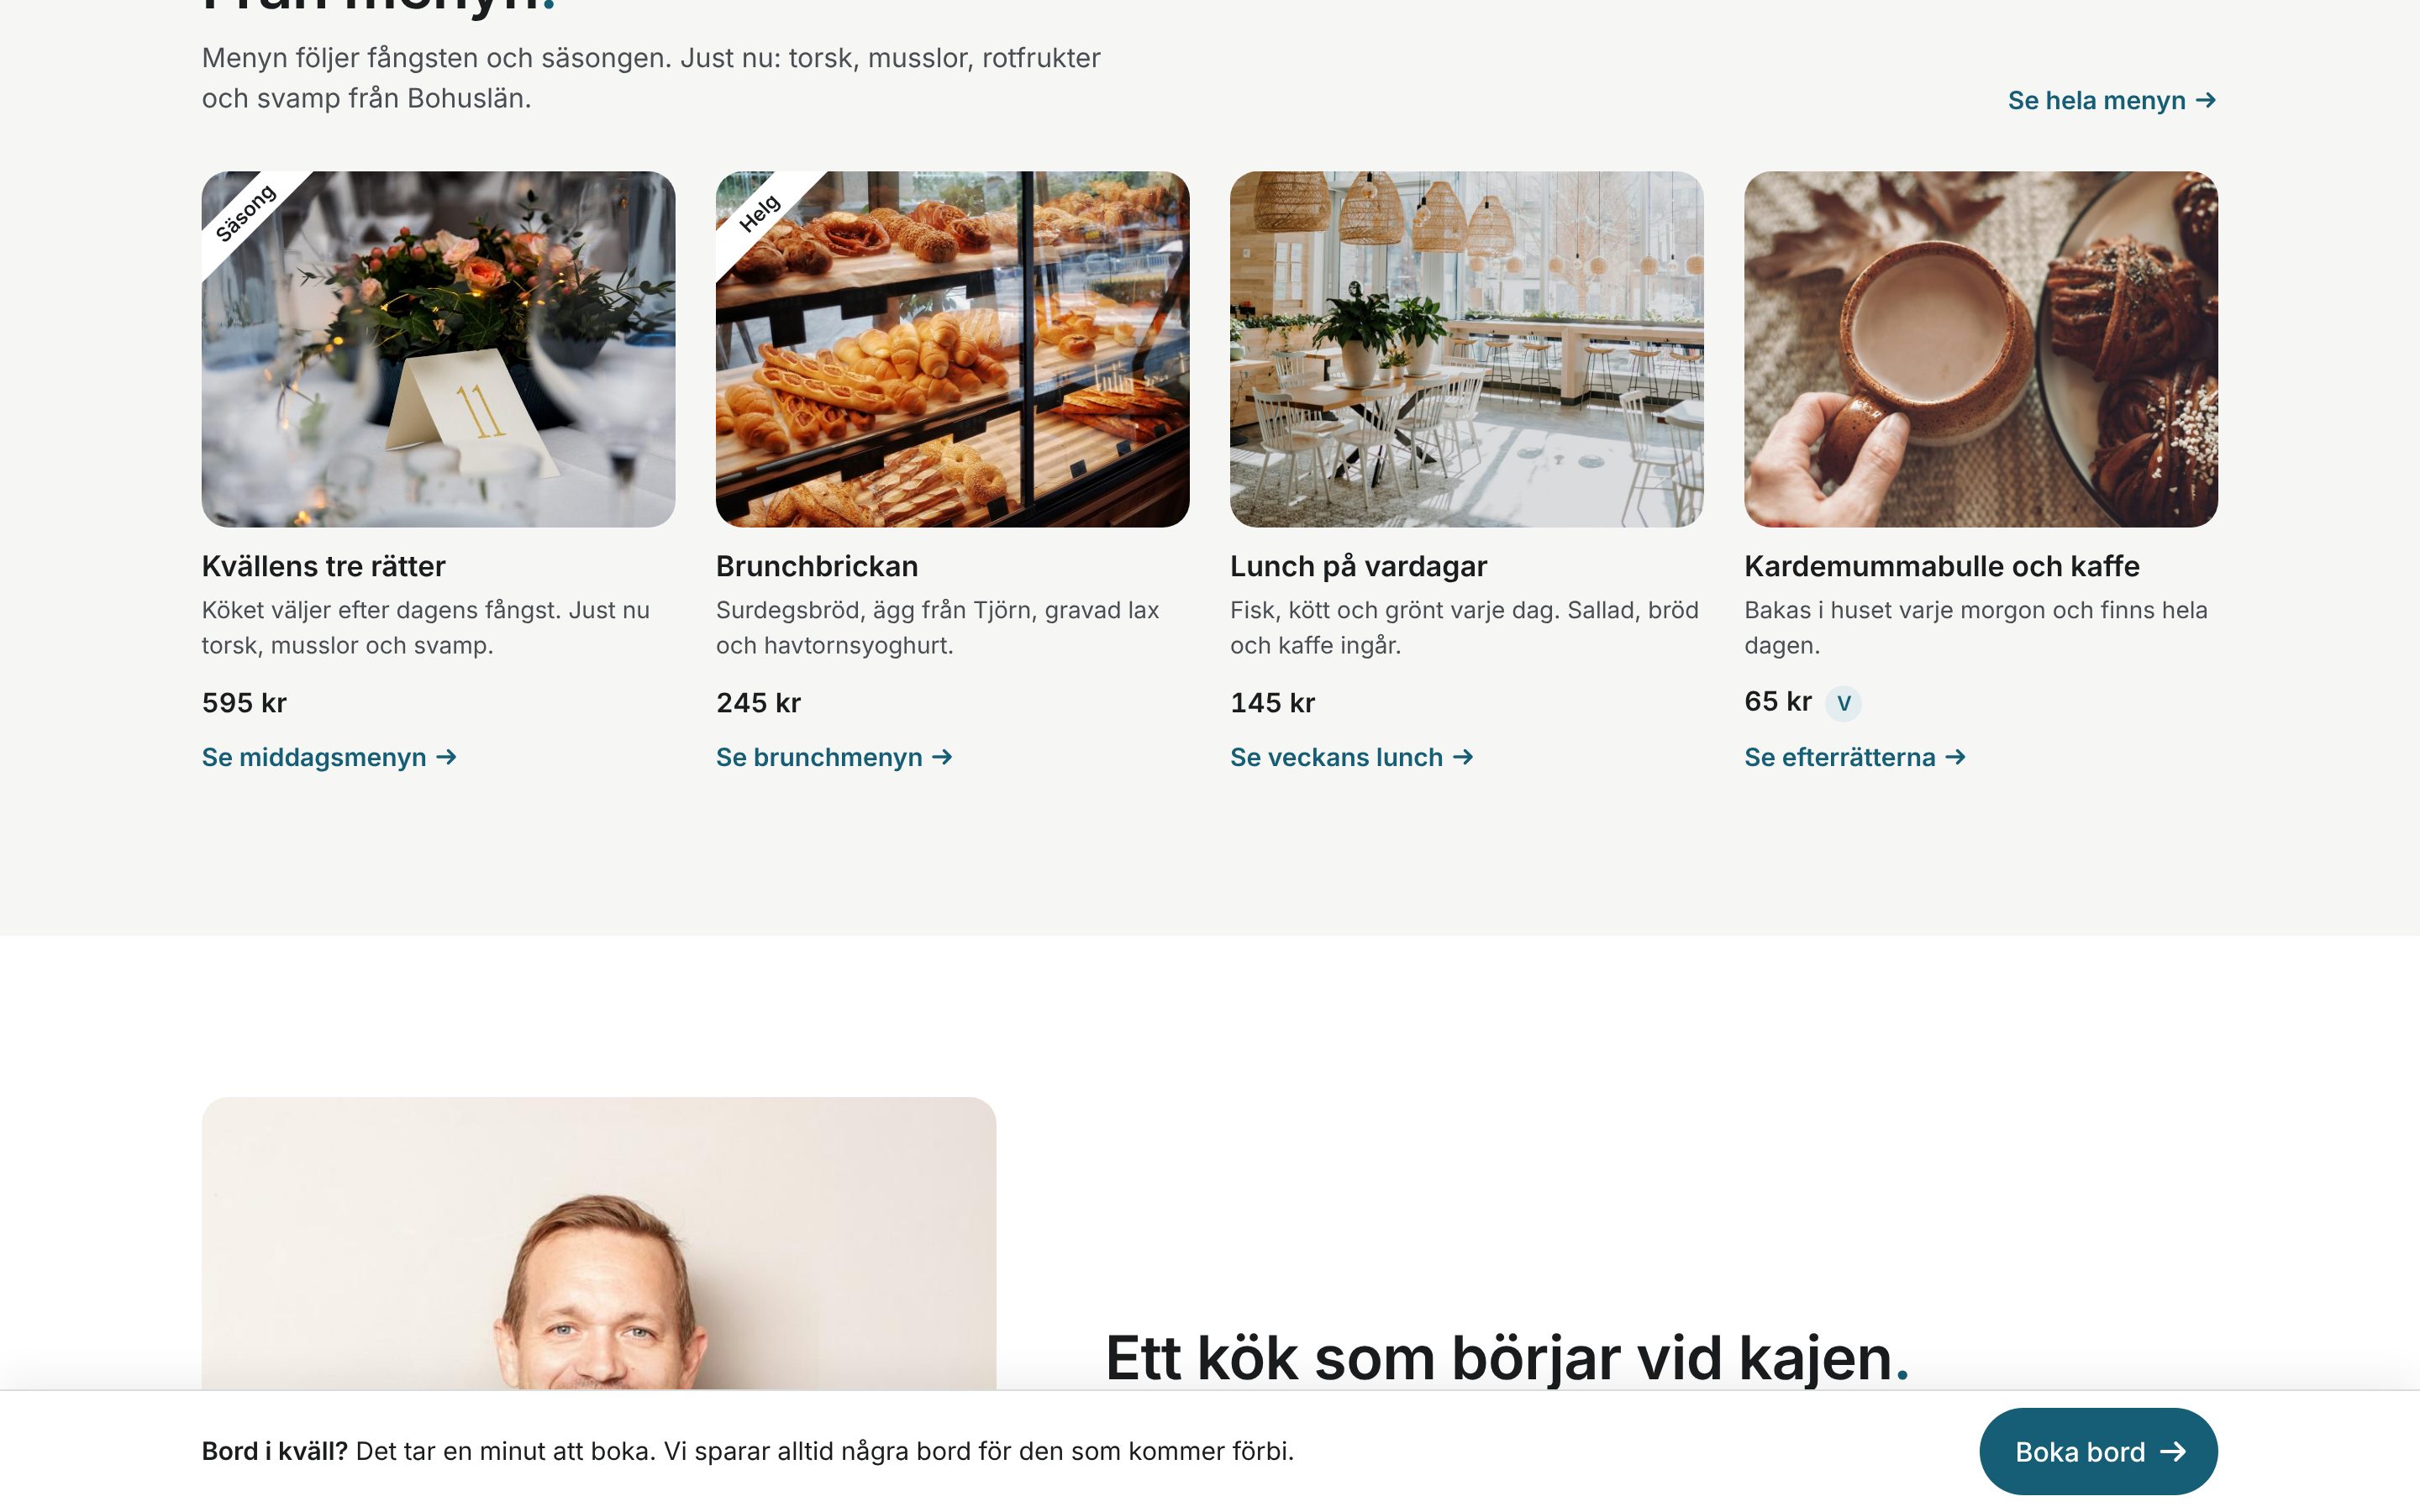 Från menyn.
Menyn följer fångsten och säsongen. Just nu: torsk, musslor, rotfrukter
och svamp från Bohuslän.
Se hela menyn →
Säsong
Helg
11
Kvällens tre rätter
Köket väljer efter dagens fångst. Just nu
torsk, musslor och svamp.
595 kr
Se middagsmenyn →
Brunchbrickan
Surdegsbröd, ägg från Tjörn, gravad lax
och havtornsyoghurt.
245 kr
Se brunchmenyn →
Lunch på vardagar
Fisk, kött och grönt varje dag. Sallad, bröd
och kaffe ingår.
145 kr
Se veckans lunch →
Kardemummabulle och kaffe
Bakas i huset varje morgon och finns hela
dagen.
65 kr V
Se efterrätterna →
Ett kök som börjar vid kajen.
Bord i kväll? Det tar en minut att boka. Vi sparar alltid några bord för den som kommer förbi.
Boka bord →